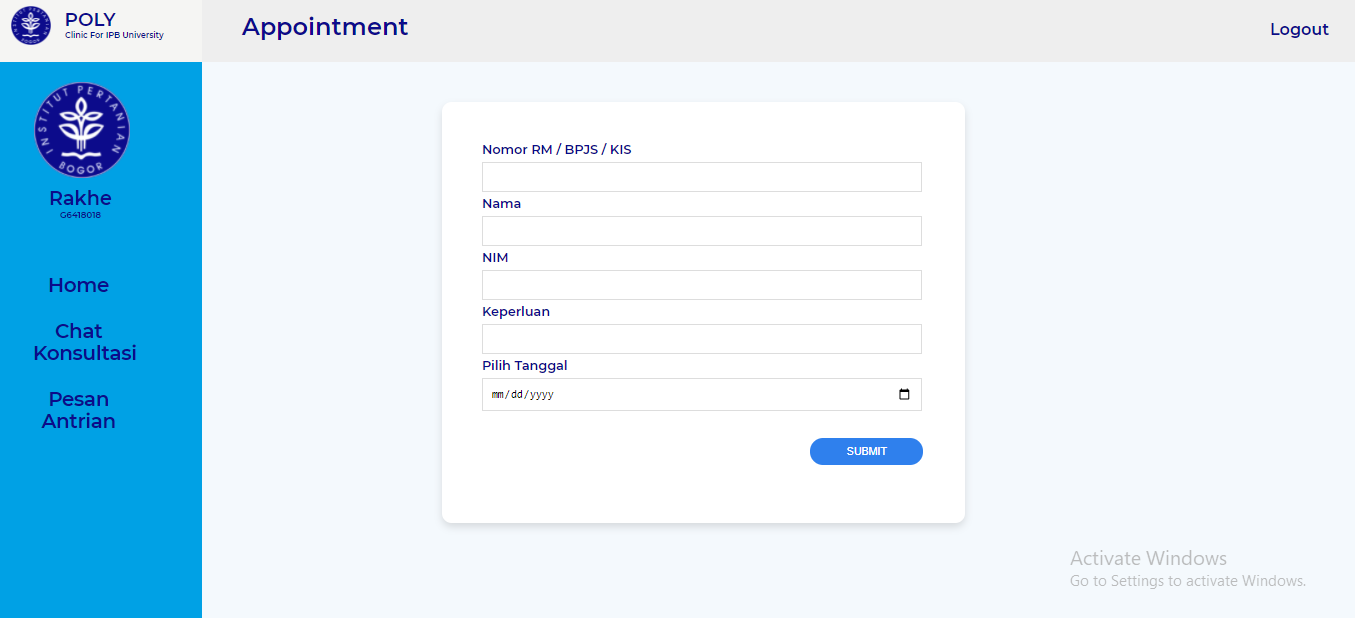 POLY
Clinic For IPB University
Appointment
Logout
INSTITUT PERTANIAN
BOGOR
Rakhe
G6418018
Home
Chat
Konsultasi
Pesan
Antrian
Nomor RM / BPJS / KIS
Nama
NIM
Keperluan
Pilih Tanggal
mm/dd/yyyy
SUBMIT
Activate Windows
Go to Settings to activate Windows.